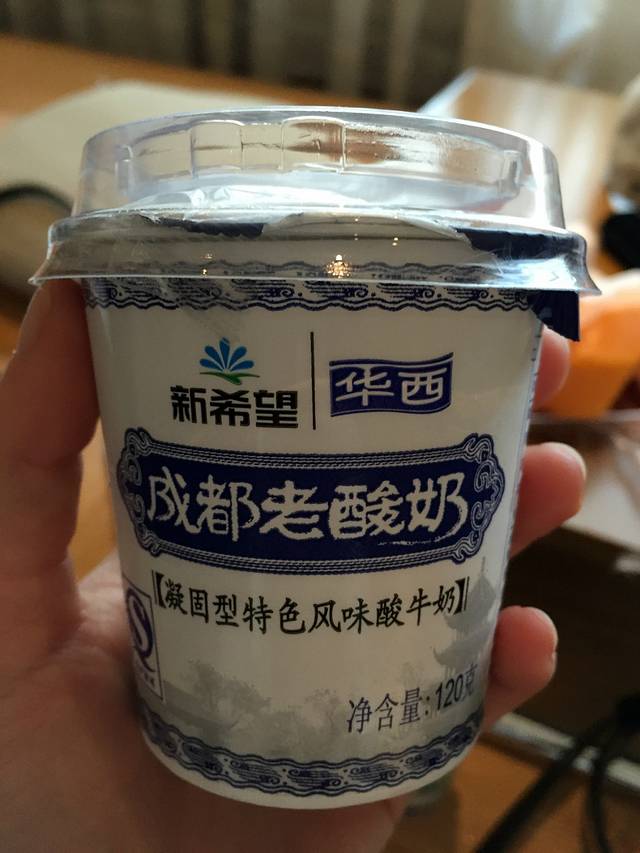 新希望 华西
成都老酸奶
【凝固型特色风味酸牛奶】
净含量:120克